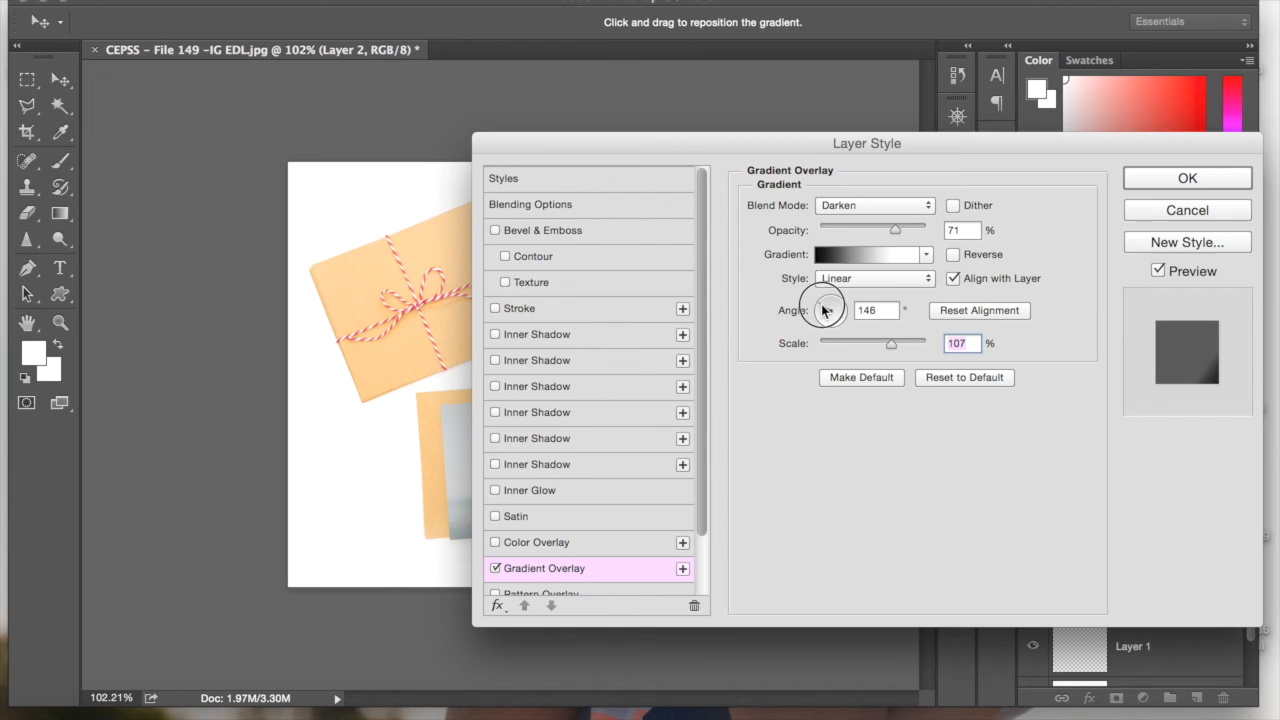 Click and drag to reposition the gradient.
Essentials
× CEPSS - File 149 -IG EDL.jpg @ 102% (Layer 2, RGB/8) *
Color
Swatches
Layer Style
Styles
Blending Options
Bevel & Emboss
Contour
Texture
Stroke
Inner Shadow
Inner Shadow
Inner Shadow
Inner Shadow
Inner Shadow
Inner Shadow
Inner Glow
Satin
Color Overlay
Gradient Overlay
Pattern Overlay
fx
Gradient Overlay
Gradient
Blend Mode: Darken
Dither
Opacity: 71 %
Gradient:
Reverse
Style: Linear
Align with Layer
Angle: 146 °
Reset Alignment
Scale: 107 %
Make Default
Reset to Default
OK
Cancel
New Style...
Preview
Layer 1
fx
102.21%
Doc: 1.97M/3.30M